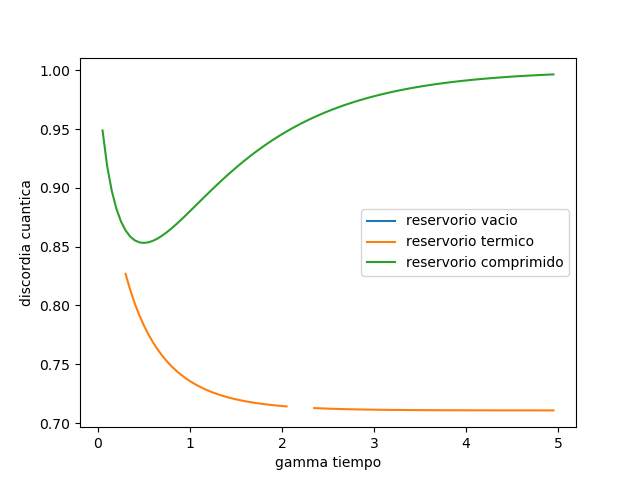 1.00
0.95
0.90
0.85
0.80
0.75
0.70
discordia cuantica
reservorio vacio
reservorio termico
reservorio comprimido
0 1 2 3 4 5
gamma tiempo